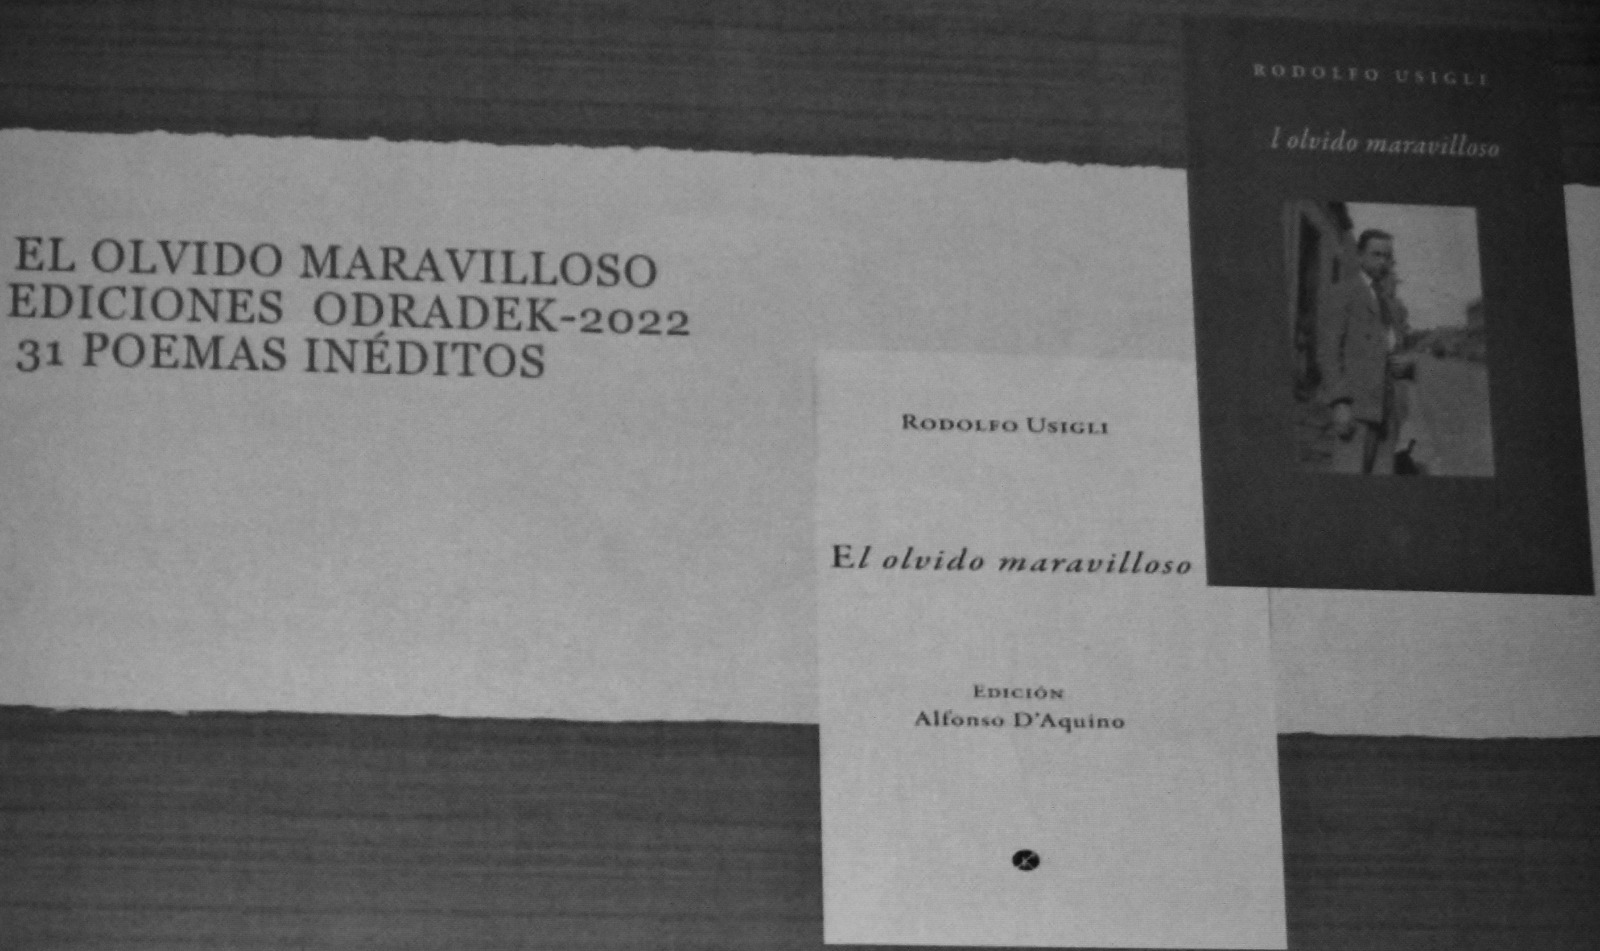 EL OLVIDO MARAVILLOSO
EDICIONES ODRADEK-2022
31 POEMAS INÉDITOS
RODOLFO USIGLI
El olvido maravilloso
EDICIÓN
Alfonso D'Aquino
K
RODOLFO USIGLI
l olvido maravilloso